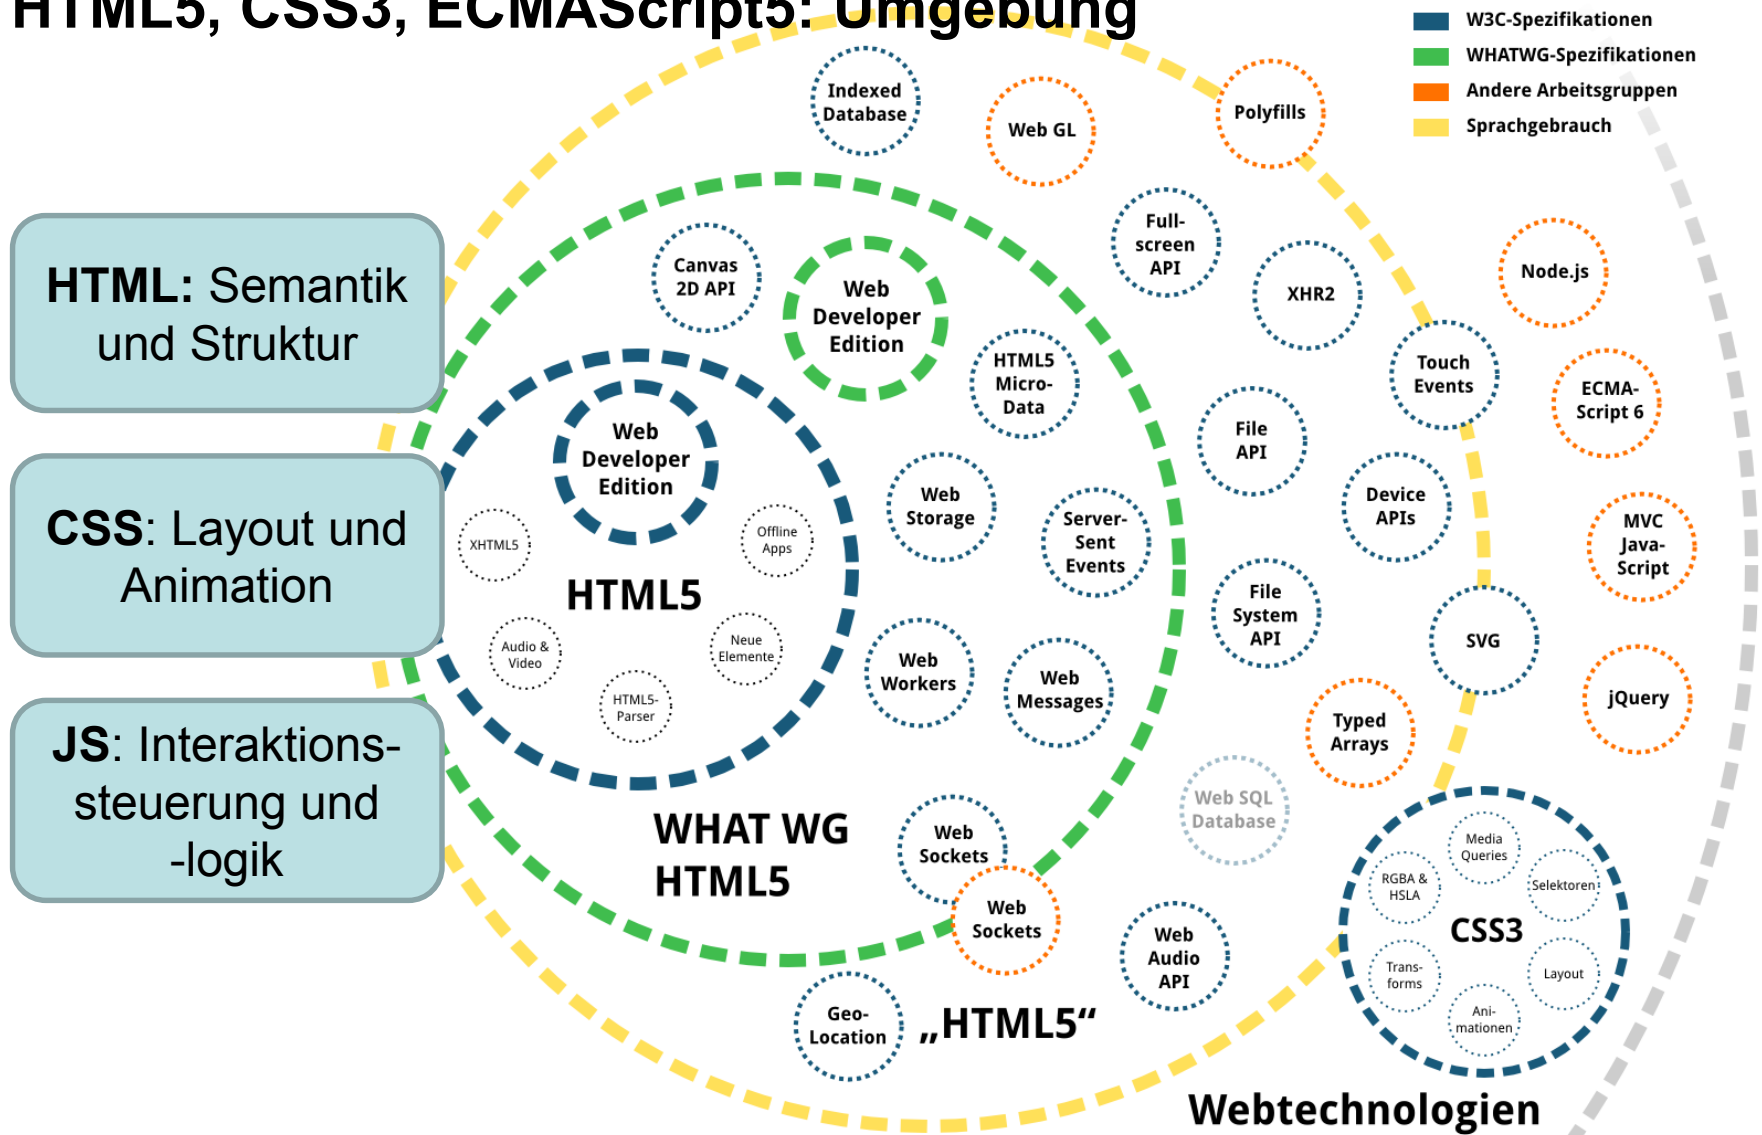 HTML5, CSS3, ECMAScript5: Umgebung
W3C-Spezifikationen
WHATWG-Spezifikationen
Andere Arbeitsgruppen
Sprachgebrauch
HTML: Semantik
und Struktur
CSS: Layout und
Animation
JS: Interaktions-
steuerung und
-logik
Indexed
Database
Web GL
Polyfills
Full-
screen
API
XHR2
Node.js
Canvas
2D API
Web
Developer
Edition
HTML5
Micro-
Data
Touch
Events
ECMA-
Script 6
Web
Developer
Edition
File
API
Web
Storage
Server-
Sent
Events
Device
APIs
MVC
Java-
Script
XHTML5
Offline
Apps
HTML5
Audio &
Video
Neue
Elemente
HTML5-
Parser
Web
Workers
Web
Messages
File
System
API
SVG
Typed
Arrays
jQuery
Web SQL
Database
WHAT WG
HTML5
Web
Sockets
Web
Sockets
Web
Audio
API
Geo-
Location
„HTML5“
Media
Queries
RGBA &
HSLA
Selektoren
CSS3
Trans-
forms
Layout
Ani-
mationen
Webtechnologien